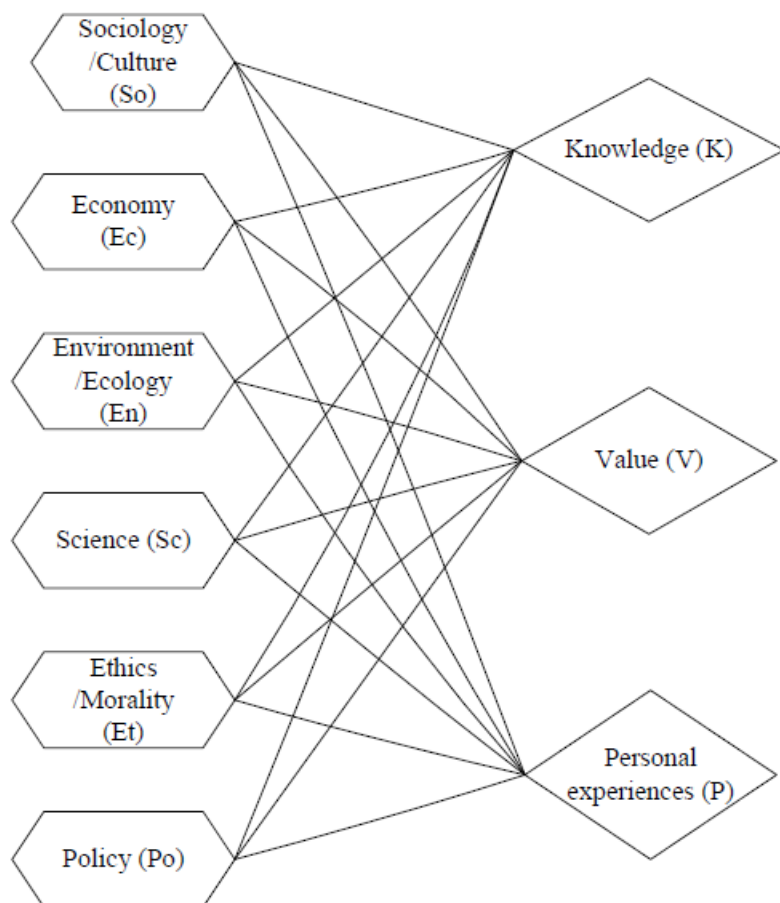 Sociology
/Culture
(So)
Knowledge (K)
Economy
(Ec)
Environment
/Ecology
(En)
Value (V)
Science (Sc)
Ethics
/Morality
(Et)
Personal
experiences (P)
Policy (Po)